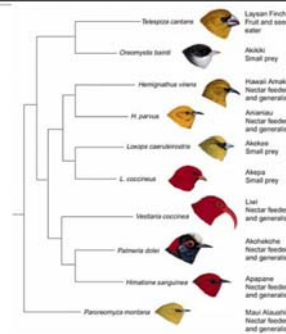 Telespiza cantans
Laysan Finch
Fruit and seed
eater
Oreomystis bairdi
Akikiki
Small prey
Hemignathus virens
Hawaii Amak
Nectar feede
and generalis
H. parvus
Anianiau
Nectar feede
and generalis
Loxops caeruleirostris
Akekee
Small prey
L. coccineus
Akepa
Small prey
Vestiaria coccinea
Liwi
Nectar feede
and generalis
Palmeria dolei
Akohekohe
Nectar feede
and generalis
Himatione sanguinea
Apapane
Nectar feede
and generalis
Paroreomyza montana
Maui Alauahi
Nectar feede
and generalis